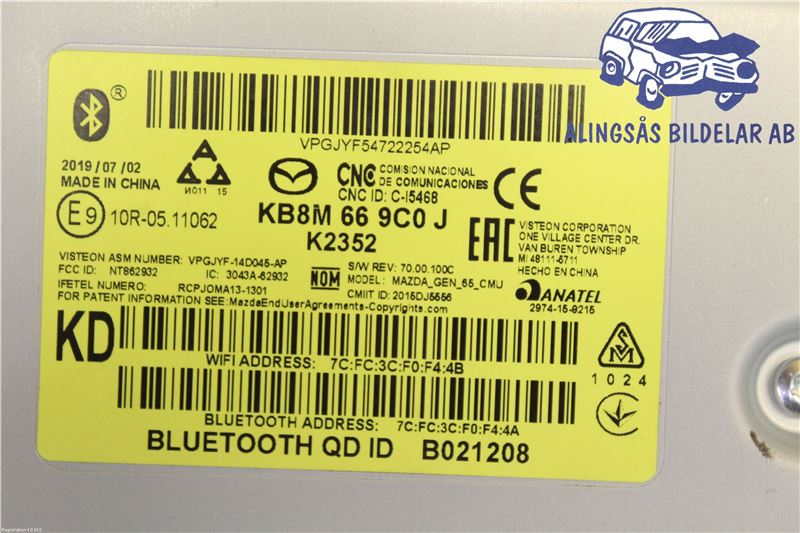 ALINGSÅS BILDELAR AB
®
VPGJYF54722254AP
2019/07/02
MADE IN CHINA
И011 15
CNC COMISION NACIONAL
DE COMUNICACIONES
CNC ID: C-15468
CE
E9 10R-05.11062
KB8M 66 9C0 J
K2352
EAC
VISTEON CORPORATION
ONE VILLAGE CENTER DR.
VAN BUREN TOWNSHIP
MI 48111-5711
HECHO EN CHINA
VISTEON ASM NUMBER: VPGJYF-14D045-AP
FCC ID: NT862932 IC: 3043A-62932
IFETEL NUMERO: RCPJOMA13-1301
NOM
S/W REV: 70.00.100C
MODEL: MAZDA_GEN_65_CMU
CMIIT ID: 2015DJ5556
ANATEL
2974-15-9215
FOR PATENT INFORMATION SEE: MazdaEndUserAgreements-Copyrights.com
KD
WIFI ADDRESS: 7C:FC:3C:F0:F4:4B
1024
BLUETOOTH ADDRESS: 7C:FC:3C:F0:F4:4A
BLUETOOTH QD ID B021208